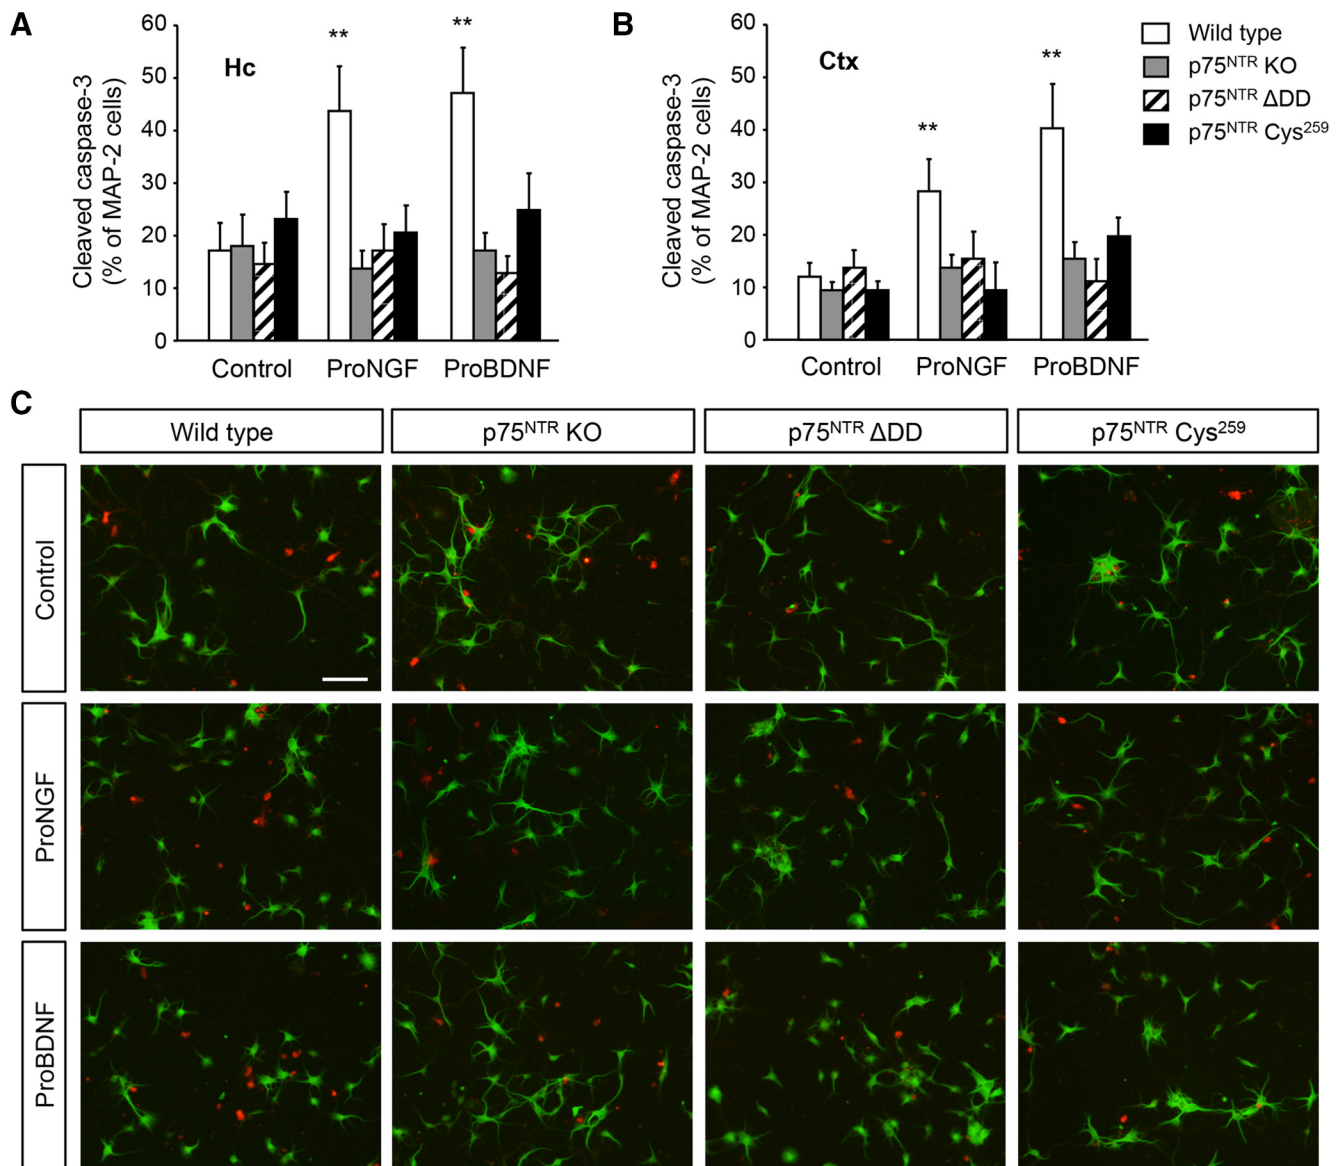 A
Cleaved caspase-3
(% of MAP-2 cells)
60
50
40
30
20
10
0
Hc
**
**
Control
ProNGF
ProBDNF
B
Cleaved caspase-3
(% of MAP-2 cells)
60
50
40
30
20
10
0
Ctx
**
**
Control
ProNGF
ProBDNF
Wild type
p75NTR KO
p75NTR ΔDD
p75NTR Cys259
C
Wild type
p75NTR KO
p75NTR ΔDD
p75NTR Cys259
Control
ProNGF
ProBDNF